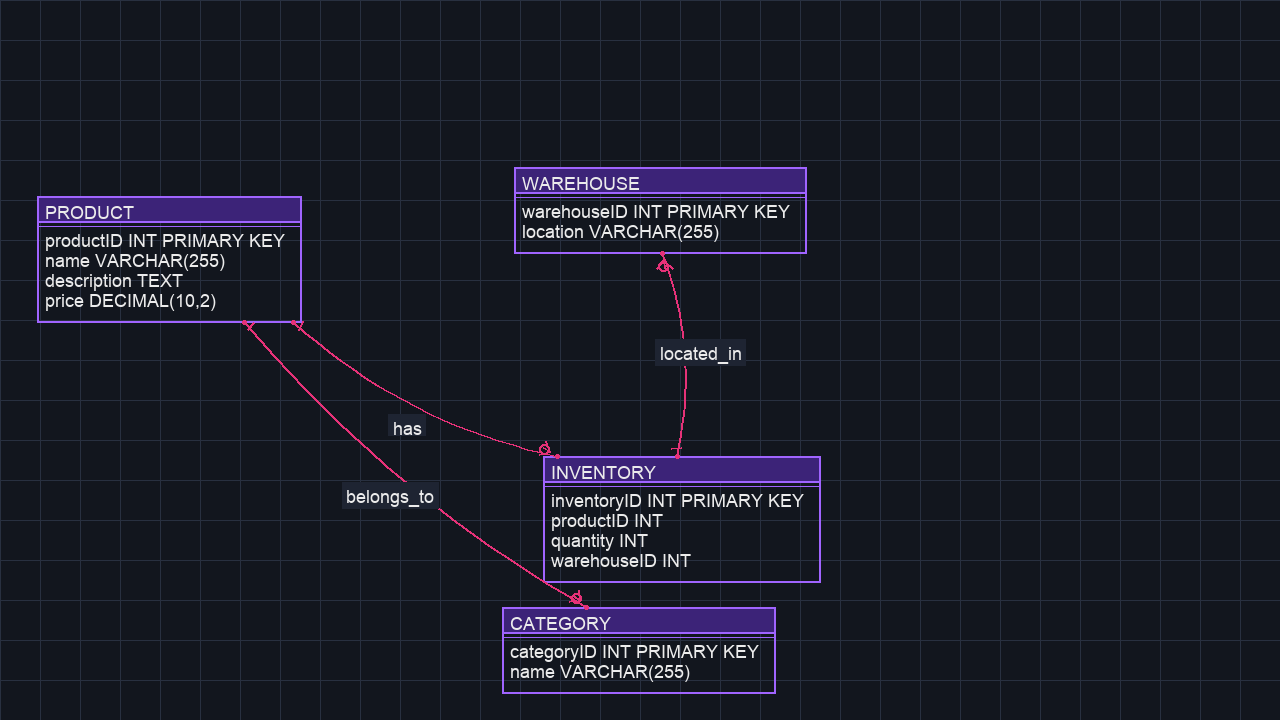 WAREHOUSE
warehouseID INT PRIMARY KEY
location VARCHAR(255)
PRODUCT
productID INT PRIMARY KEY
name VARCHAR(255)
description TEXT
price DECIMAL(10,2)
located_in
has
belongs_to
INVENTORY
inventoryID INT PRIMARY KEY
productID INT
quantity INT
warehouseID INT
CATEGORY
categoryID INT PRIMARY KEY
name VARCHAR(255)